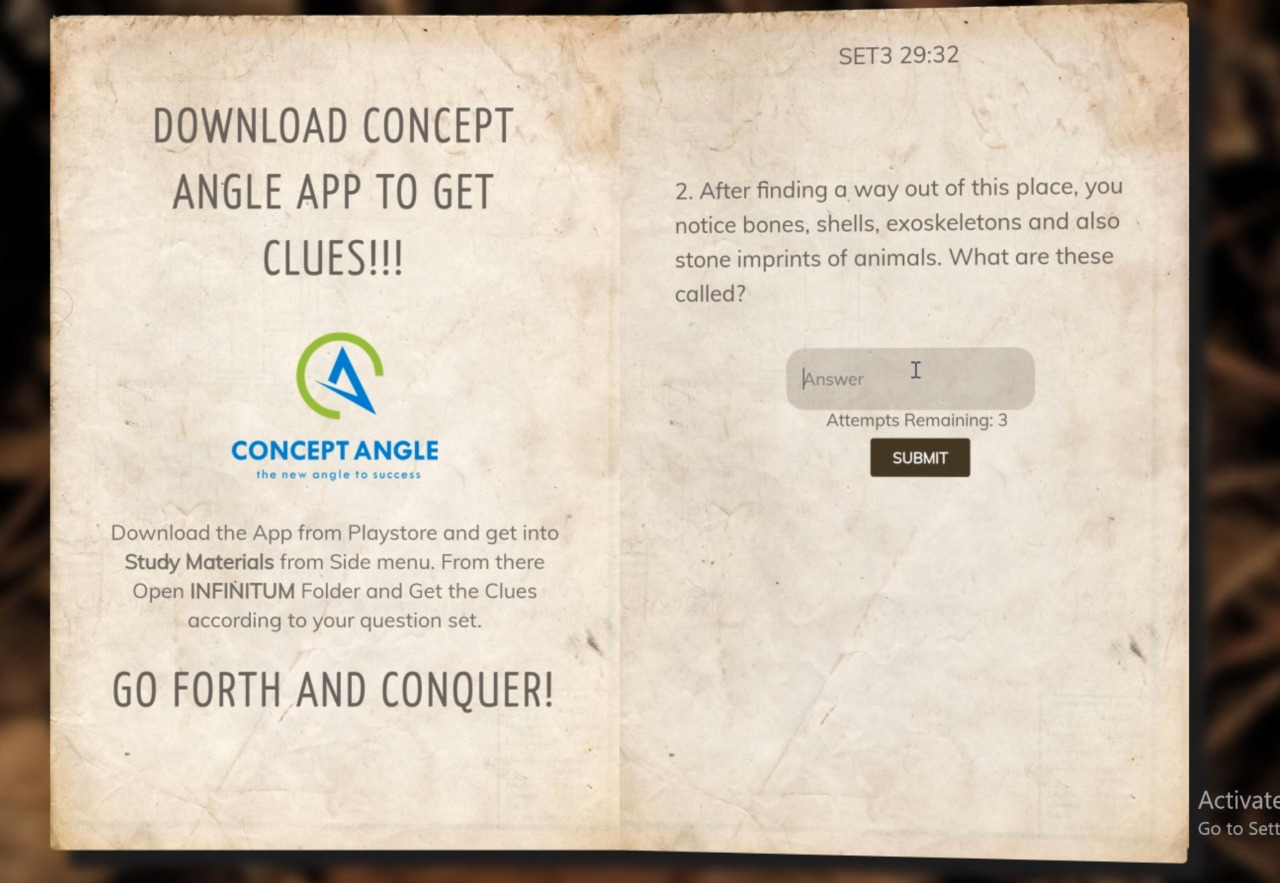 DOWNLOAD CONCEPT
ANGLE APP TO GET
CLUES!!!
CONCEPT ANGLE
the new angle to success
Download the App from Playstore and get into
Study Materials from Side menu. From there
Open INFINITUM Folder and Get the Clues
according to your question set.
GO FORTH AND CONQUER!
SET3 29:32
2. After finding a way out of this place, you
notice bones, shells, exoskeletons and also
stone imprints of animals. What are these
called?
Answer
Attempts Remaining: 3
SUBMIT
Activate
Go to Sett